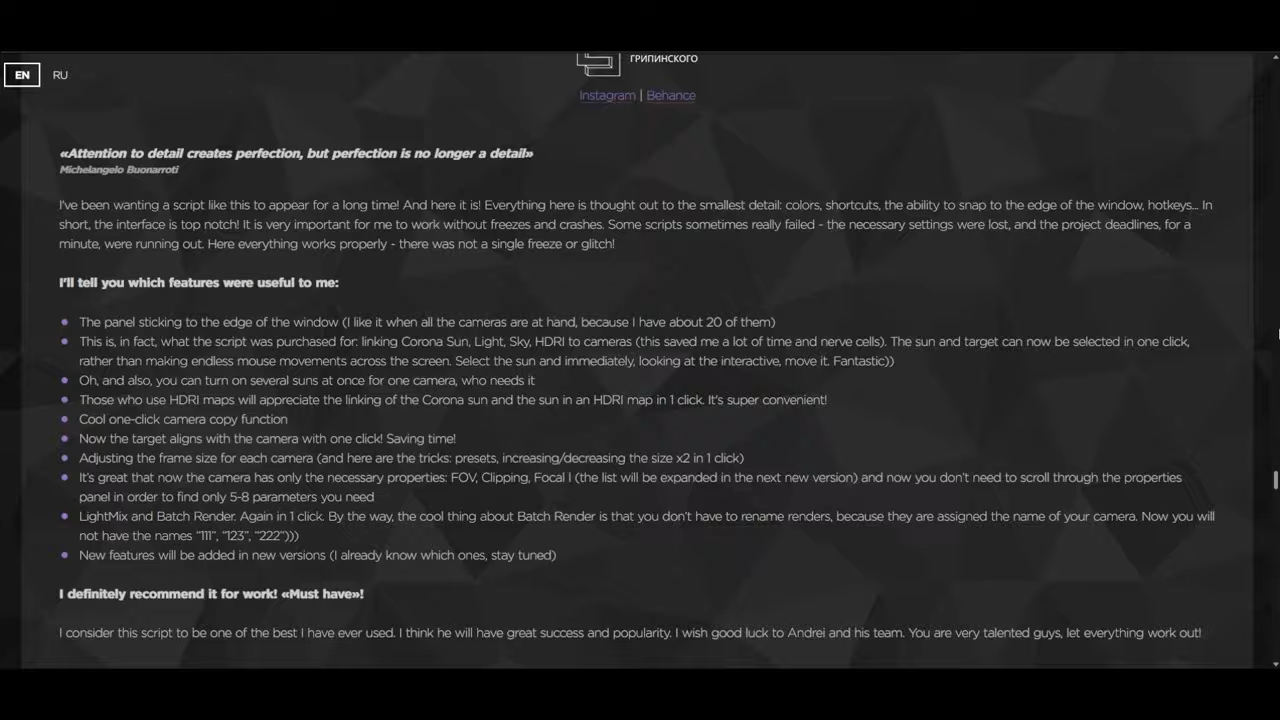 ГРИПИНСКОГО
EN RU
Instagram | Behance
«Attention to detail creates perfection, but perfection is no longer a detail»
Michelangelo Buonarroti
I've been wanting a script like this to appear for a long time! And here it is! Everything here is thought out to the smallest detail: colors, shortcuts, the ability to snap to the edge of the window, hotkeys... In
short, the interface is top notch! It is very important for me to work without freezes and crashes. Some scripts sometimes really failed - the necessary settings were lost, and the project deadlines, for a
minute, were running out. Here everything works properly - there was not a single freeze or glitch!
I'll tell you which features were useful to me:
The panel sticking to the edge of the window (I like it when all the cameras are at hand, because I have about 20 of them)
This is, in fact, what the script was purchased for: linking Corona Sun, Light, Sky, HDRI to cameras (this saved me a lot of time and nerve cells). The sun and target can now be selected in one click,
rather than making endless mouse movements across the screen. Select the sun and immediately, looking at the interactive, move it. Fantastic))
Oh, and also, you can turn on several suns at once for one camera, who needs it
Those who use HDRI maps will appreciate the linking of the Corona sun and the sun in an HDRI map in 1 click. It's super convenient!
Cool one-click camera copy function
Now the target aligns with the camera with one click! Saving time!
Adjusting the frame size for each camera (and here are the tricks: presets, increasing/decreasing the size x2 in 1 click)
It's great that now the camera has only the necessary properties: FOV, Clipping, Focal l (the list will be expanded in the next new version) and now you don't need to scroll through the properties
panel in order to find only 5-8 parameters you need
LightMix and Batch Render. Again in 1 click. By the way, the cool thing about Batch Render is that you don't have to rename renders, because they are assigned the name of your camera. Now you will
not have the names "111", "123", "222")))
New features will be added in new versions (I already know which ones, stay tuned)
I definitely recommend it for work! «Must have»!
I consider this script to be one of the best I have ever used. I think he will have great success and popularity. I wish good luck to Andrei and his team. You are very talented guys, let everything work out!